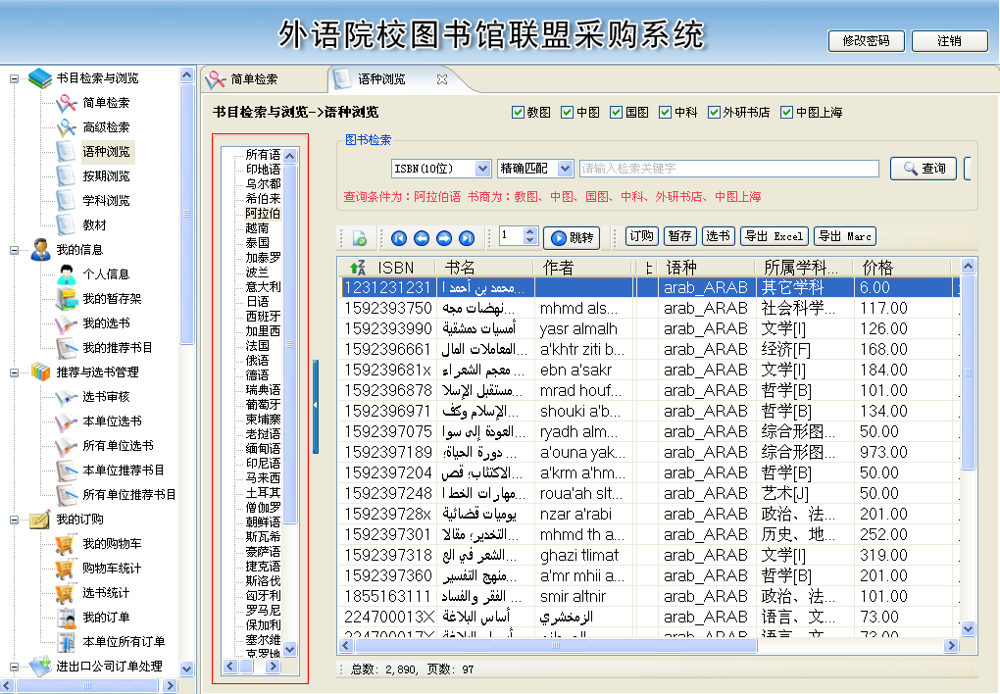 外语院校图书馆联盟采购系统
修改密码 注销
书目检索与浏览
简单检索
高级检索
语种浏览
按期浏览
学科浏览
教材
我的信息
个人信息
我的暂存架
我的选书
我的推荐书目
推荐与选书管理
选书审核
本单位选书
所有单位选书
本单位推荐书目
所有单位推荐书目
我的订购
我的购物车
购物车统计
选书统计
我的订单
本单位所有订单
进出口公司订单处理
简单检索 语种浏览
书目检索与浏览->语种浏览 教图 中图 国图 中科 外研书店 中图上海
所有语
印地语
乌尔都
希伯来
阿拉伯
越南
泰国
加泰罗
波兰
意大利
日语
西班牙
加里西
法国
俄语
德语
瑞典语
葡萄牙
柬埔寨
老挝语
缅甸语
印尼语
马来西
土耳其
僧伽罗
朝鲜语
斯瓦希
豪萨语
捷克语
斯洛伐
匈牙利
罗马尼
保加利
塞尔维
克罗地
图书检索
ISBN(10位) 精确匹配 请输入检索关键字 查询
查询条件为：阿拉伯语 书商为：教图、中图、国图、中科、外研书店、中图上海
1 跳转 订购 暂存 选书 导出 Excel 导出 Marc
ISBN 书名 作者 语种 所属学科... 价格
1231231231 محمد بن أحمد ا... arab_ARAB 其它学科 6.00
1592393750 نهضات مجه... mhmd als... arab_ARAB 社会科学... 117.00
1592393990 أمسيات دمشقية yasr almalh arab_ARAB 文学[I] 126.00
1592396661 المعاملات المال... a'khtr ziti b... arab_ARAB 经济[F] 168.00
159239681x معجم الشعراء... ebn a'sakr arab_ARAB 文学[I] 184.00
1592396878 مستقبل الإسلا... mrad houf... arab_ARAB 哲学[B] 101.00
1592396971 الإسلام وكف... shouki a'b... arab_ARAB 哲学[B] 134.00
1592397075 العودة إلى سوا... ryadh alm... arab_ARAB 综合形图... 50.00
1592397189 دورة الحياة؛... a'ouna yak... arab_ARAB 综合形图... 973.00
1592397204 الاكتئاب؛ قص... a'krm a'hm... arab_ARAB 哲学[B] 50.00
1592397248 مهارات الخطا... roua'ah slt... arab_ARAB 艺术[J] 50.00
159239728x يوميات قضائية nzar a'rabi arab_ARAB 政治、法... 201.00
1592397301 التخدير؛ مقالا... mhmd th a... arab_ARAB 历史、地... 252.00
1592397318 الشعر في الع... ghazi tlimat arab_ARAB 文学[I] 319.00
1592397360 منهج التفسير... a'mr mhii a... arab_ARAB 哲学[B] 201.00
1855163111 الفقر والفساد... smir altnir arab_ARAB 政治、法... 101.00
224700013X أساس البلاغة الزمخشري arab_ARAB 语言、文... 73.00
224700017X arab_ARAB 语言、文... 73.00
总数: 2,890, 页数: 97